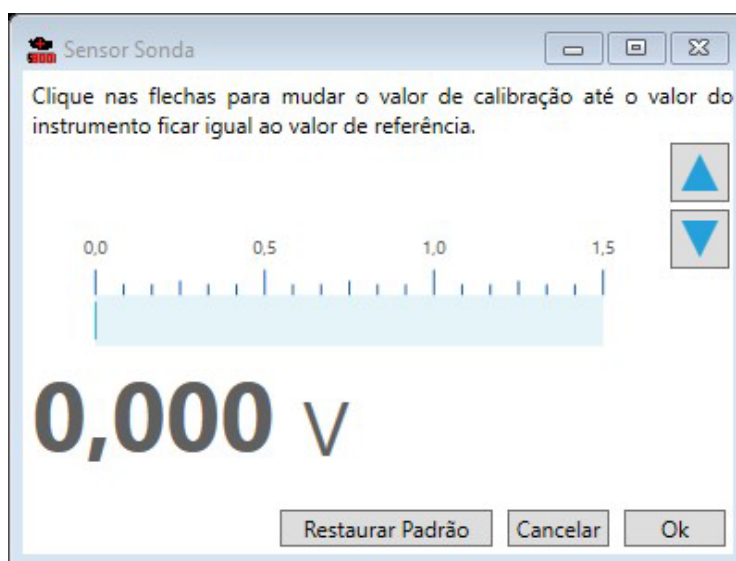 Sensor Sonda
Clique nas flechas para mudar o valor de calibração até o valor do
instrumento ficar igual ao valor de referência.
0,0 0,5 1,0 1,5
0,000 V
Restaurar Padrão Cancelar Ok